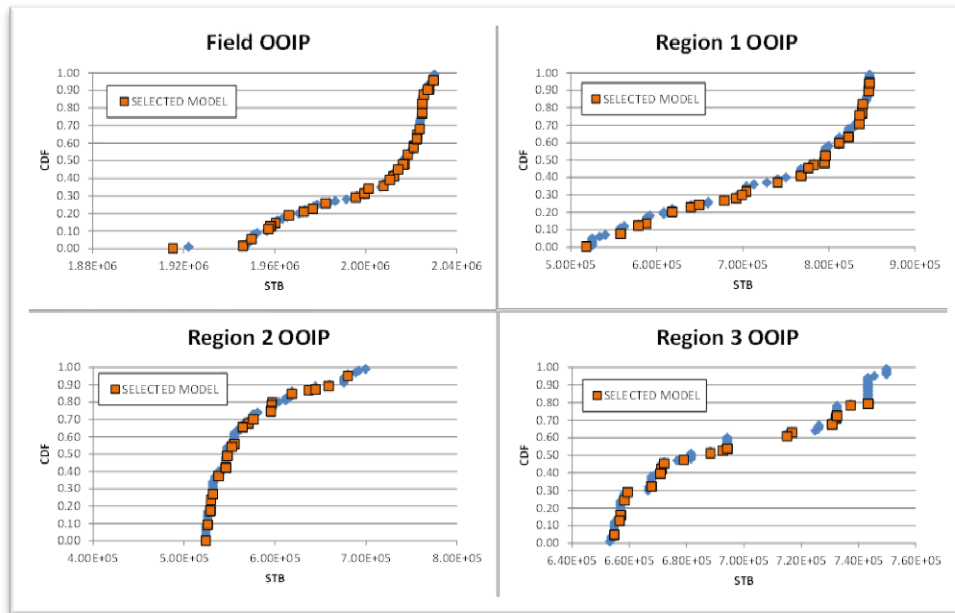 Field OOIP
1.00
0.90
0.80
0.70
0.60
0.50
0.40
0.30
0.20
0.10
0.00
CDF
SELECTED MODEL
1.88E+06 1.92E+06 1.96E+06 2.00E+06 2.04E+06
STB
Region 1 OOIP
1.00
0.90
0.80
0.70
0.60
0.50
0.40
0.30
0.20
0.10
0.00
CDF
SELECTED MODEL
5.00E+05 6.00E+05 7.00E+05 8.00E+05 9.00E+05
STB
Region 2 OOIP
1.00
0.90
0.80
0.70
0.60
0.50
0.40
0.30
0.20
0.10
0.00
CDF
SELECTED MODEL
4.00E+05 5.00E+05 6.00E+05 7.00E+05 8.00E+05
STB
Region 3 OOIP
1.00
0.90
0.80
0.70
0.60
0.50
0.40
0.30
0.20
0.10
0.00
CDF
SELECTED MODEL
6.40E+05 6.60E+05 6.80E+05 7.00E+05 7.20E+05 7.40E+05 7.60E+05
STB